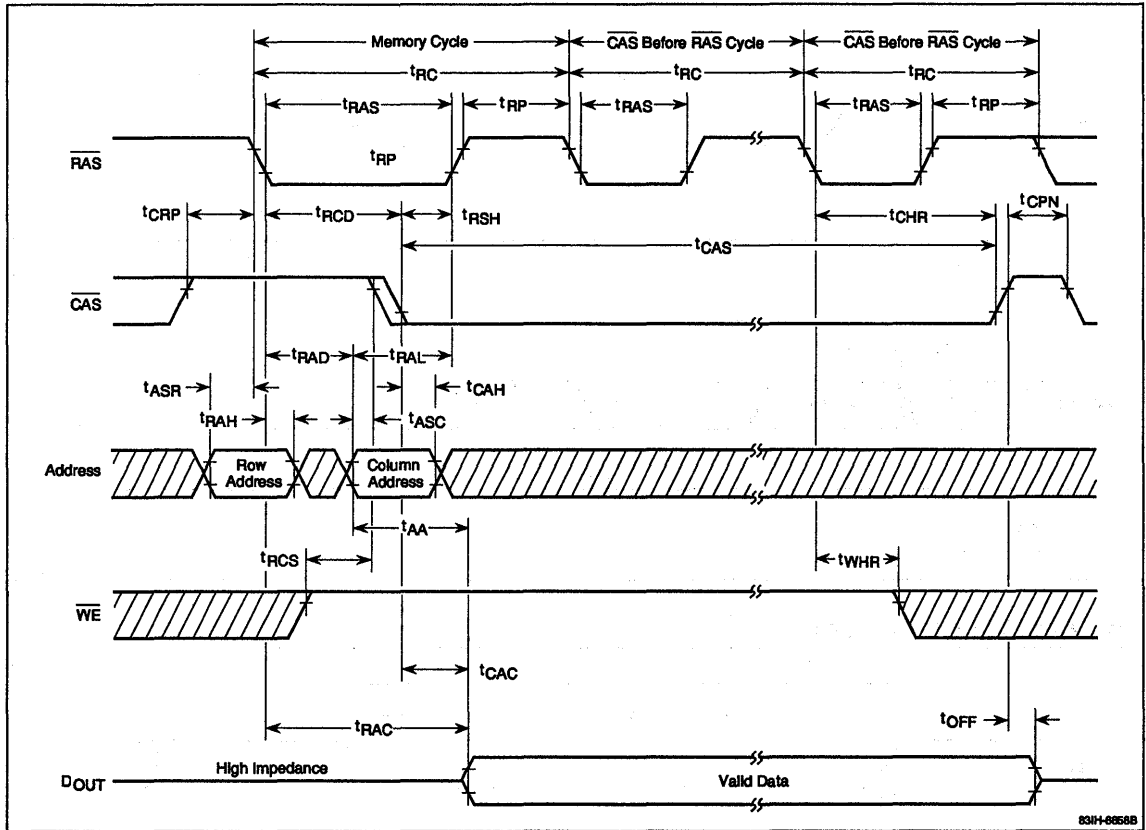 Memory Cycle
CAS Before RAS Cycle
CAS Before RAS Cycle
tRC
tRC
tRC
tRAS
tRP
tRAS
tRAS
tRP
RAS
tRP
tCRP
tRCD
tRSH
tCHR
tCPN
tCAS
CAS
tRAD
tRAL
tASR
tCAH
tRAH
tASC
Address
Row
Address
Column
Address
tAA
tRCS
tWHR
WE
tCAC
tRAC
tOFF
High Impedance
DOUT
Valid Data
83IH-6658B